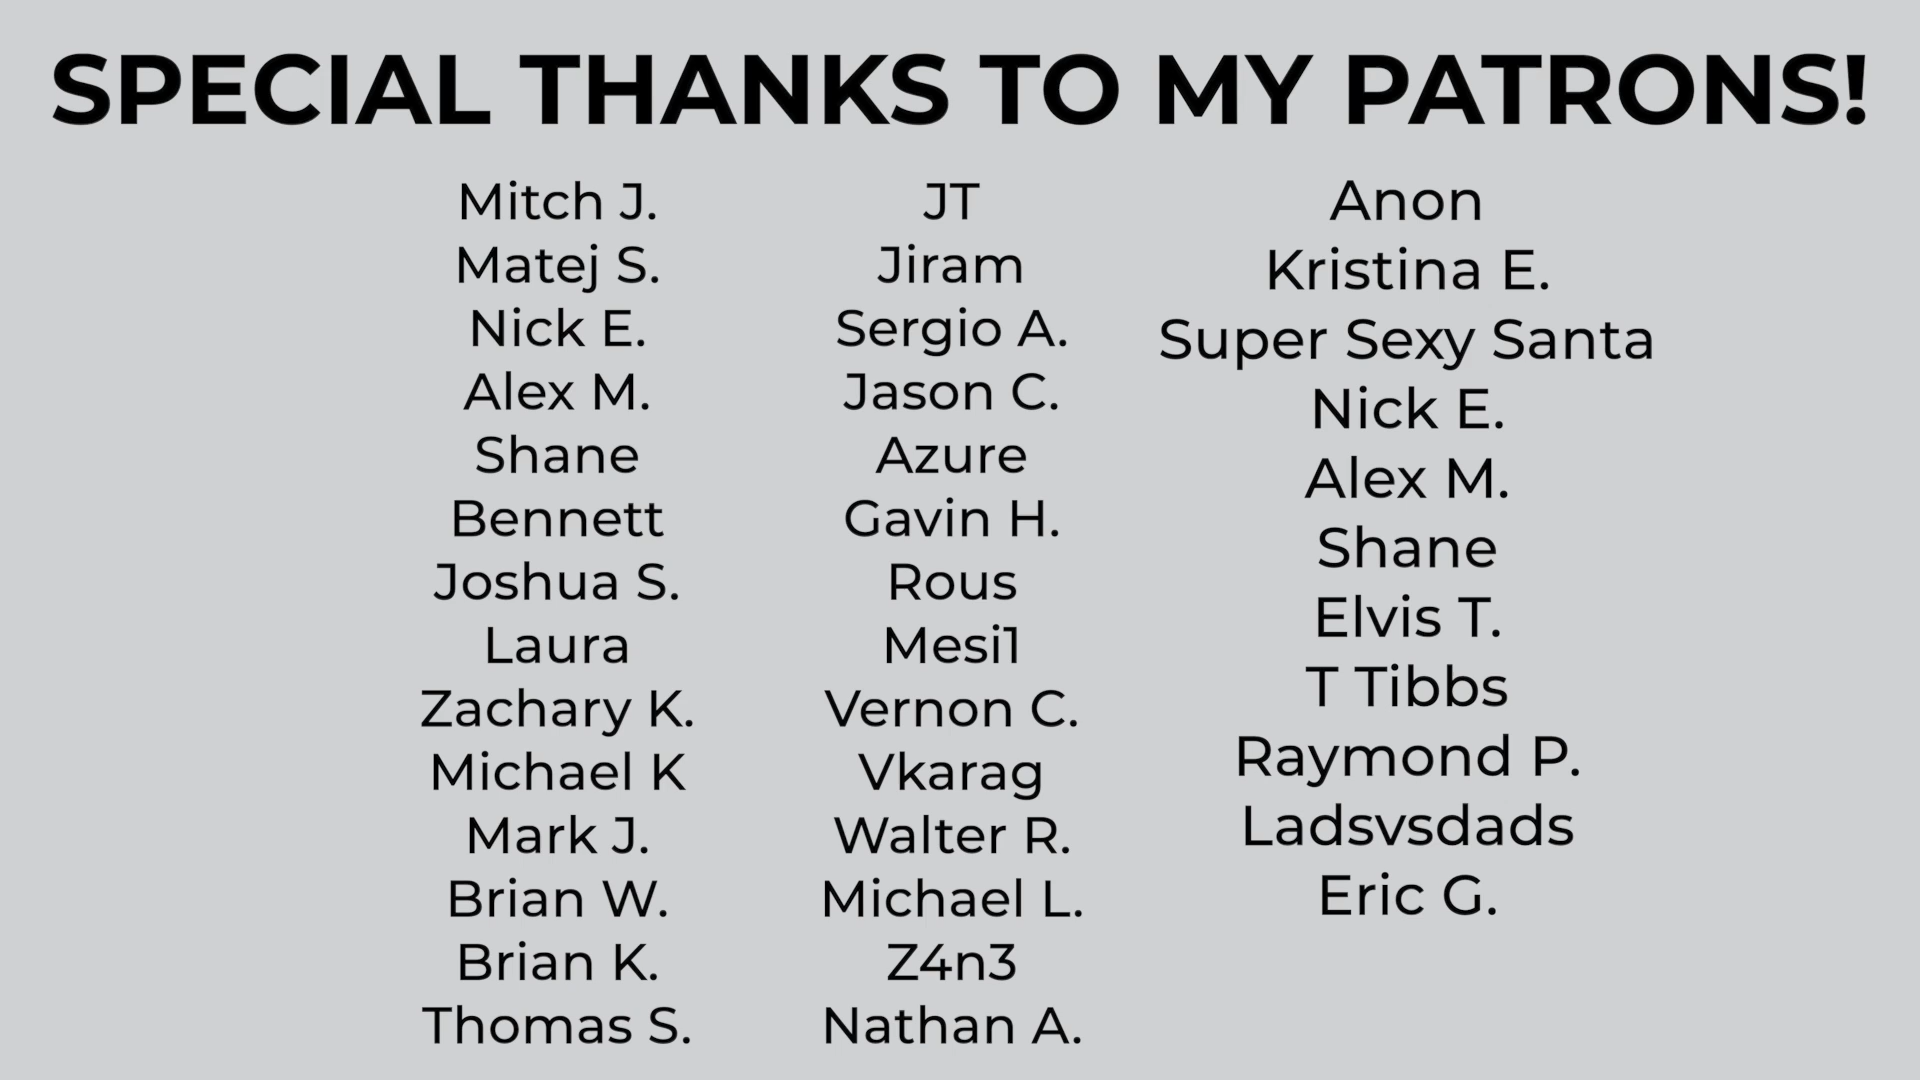 SPECIAL THANKS TO MY PATRONS!
Mitch J.
Matej S.
Nick E.
Alex M.
Shane
Bennett
Joshua S.
Laura
Zachary K.
Michael K
Mark J.
Brian W.
Brian K.
Thomas S.
JT
Jiram
Sergio A.
Jason C.
Azure
Gavin H.
Rous
Mesi1
Vernon C.
Vkarag
Walter R.
Michael L.
Z4n3
Nathan A.
Anon
Kristina E.
Super Sexy Santa
Nick E.
Alex M.
Shane
Elvis T.
T Tibbs
Raymond P.
Ladsvsdads
Eric G.